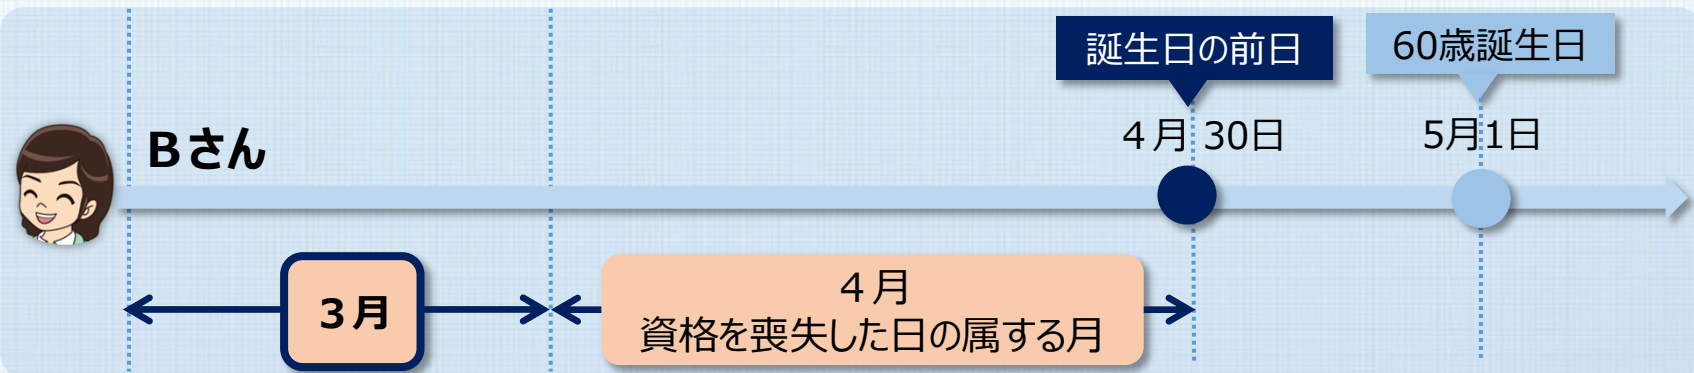 誕生日の前日
60歳誕生日
Bさん
４月 30日
5月1日
３月
４月
資格を喪失した日の属する月